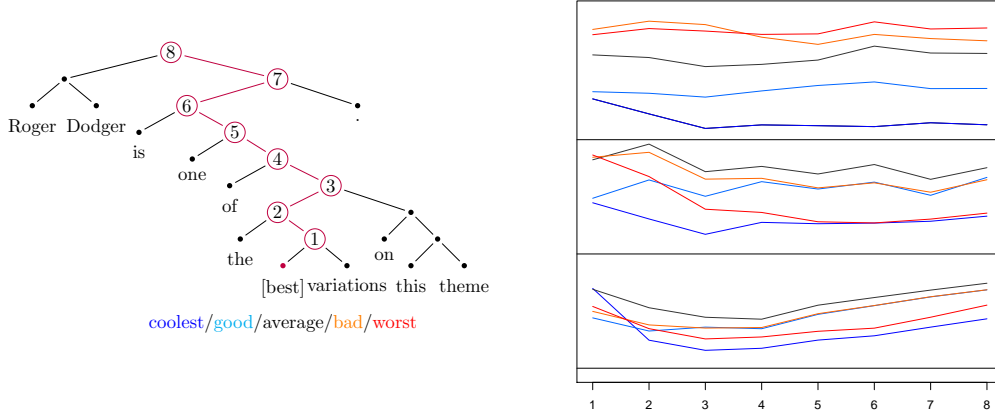 8
7
6
Roger Dodger
.
5
is
4
one
3
of
2
1
the
on
[best] variations this theme
coolest/good/average/bad/worst
1 2 3 4 5 6 7 8